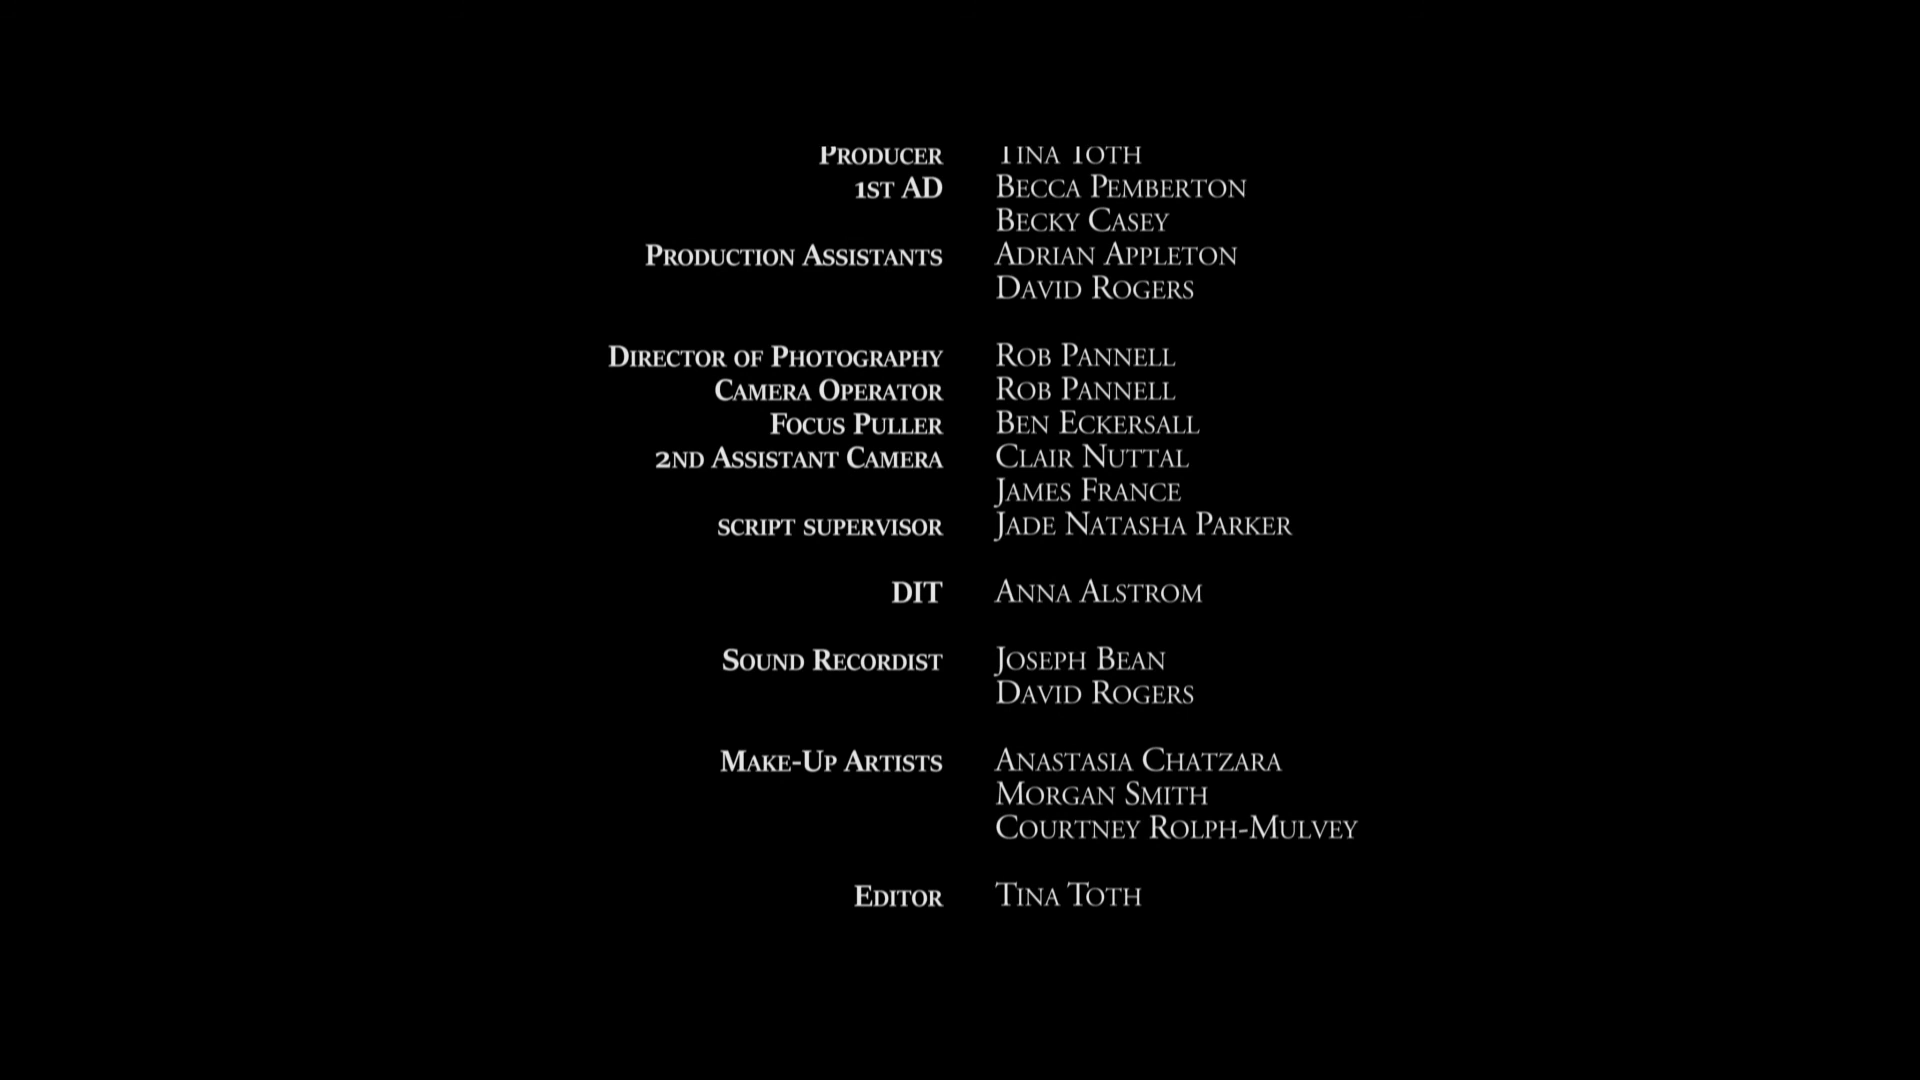 Producer Tina Toth
1st AD Becca Pemberton
Becky Casey
Production Assistants Adrian Appleton
David Rogers
Director of Photography Rob Pannell
Camera Operator Rob Pannell
Focus Puller Ben Eckersall
2nd Assistant Camera Clair Nuttal
James France
script supervisor Jade Natasha Parker
DIT Anna Alstrom
Sound Recordist Joseph Bean
David Rogers
Make-Up Artists Anastasia Chatzara
Morgan Smith
Courtney Rolph-Mulvey
Editor Tina Toth